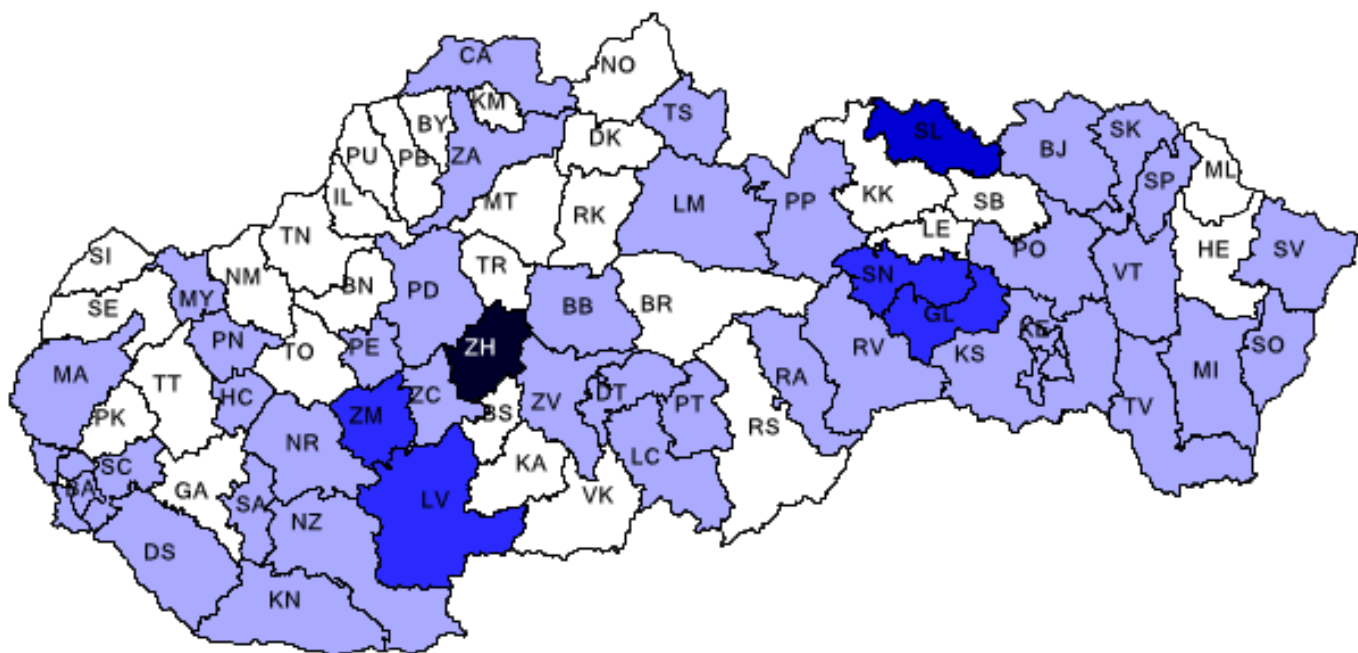 CA
NO
KM
TS
BY
DK
SL
SK
PU
PB
ZA
BJ
ML
SP
IL
MT
RK
LM
PP
KK
SB
TN
LE
PO
HE
SV
SI
NM
BN
TR
SN
VT
SE
MY
PD
BB
BR
GL
KE
PN
TO
PE
ZH
RV
KS
SO
MA
TT
HC
ZC
ZV
DT
PT
RA
MI
PK
ZM
BS
RS
TV
NR
KA
LC
SC
BA
GA
SA
LV
VK
NZ
DS
KN